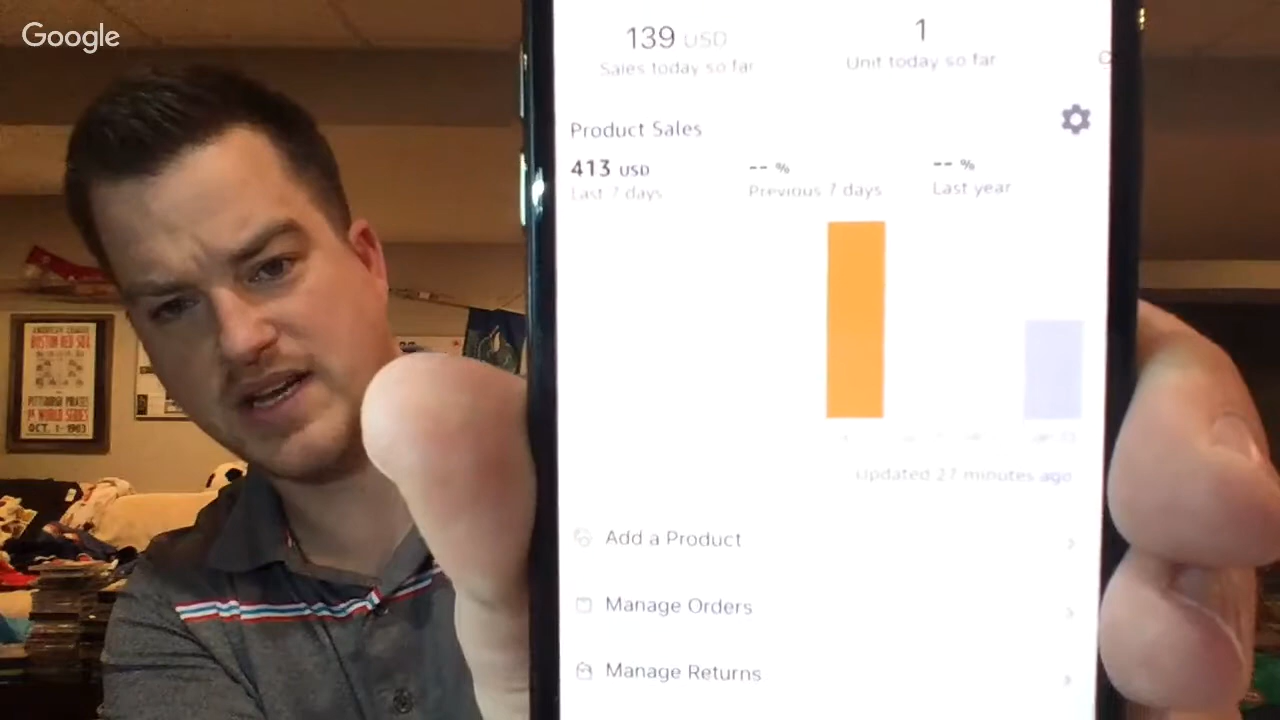 Google
139 USD
1
Sales today so far
Unit today so far
Product Sales
413 USD
-- %
-- %
Last 7 days
Previous 7 days
Last year
Updated 27 minutes ago
Add a Product
Manage Orders
Manage Returns
BOSTON RED SOX
PITTSBURGH PIRATES
WORLD SERIES
OCT. 1-1903